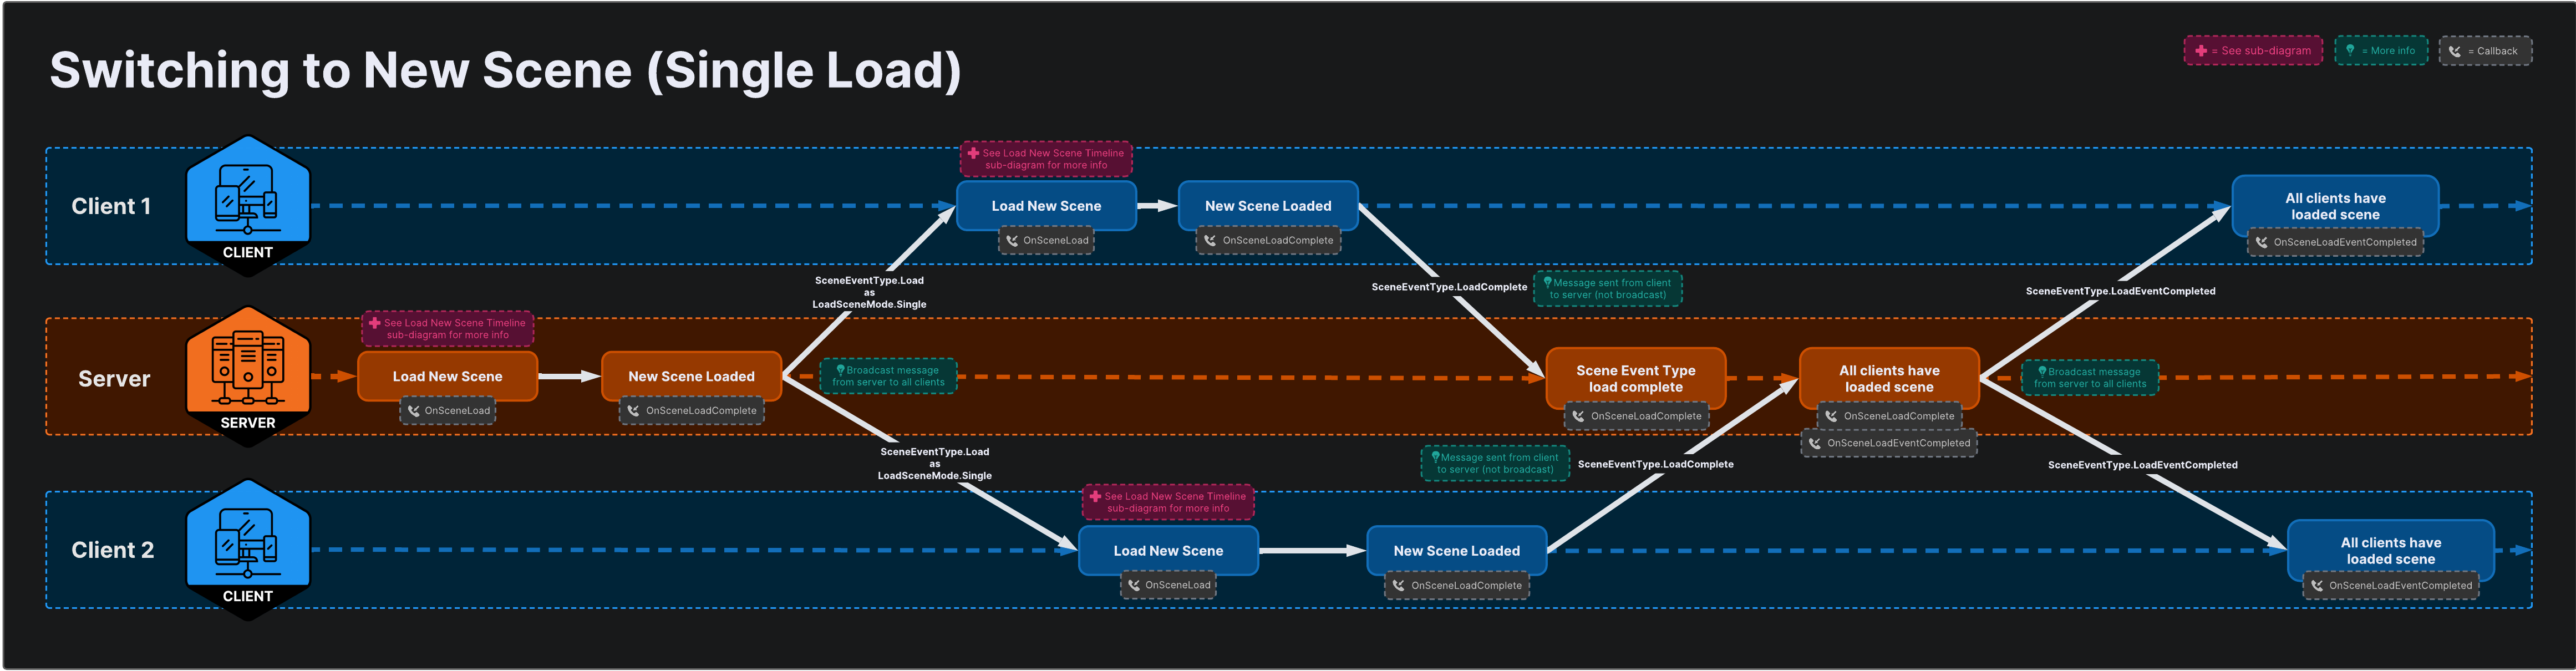 Switching to New Scene (Single Load)
= See sub-diagram
= More info
= Callback
Client 1
CLIENT
See Load New Scene Timeline
sub-diagram for more info
Load New Scene
OnSceneLoad
New Scene Loaded
OnSceneLoadComplete
All clients have
loaded scene
OnSceneLoadEventCompleted
SceneEventType.Load
as
LoadSceneMode.Single
SceneEventType.LoadComplete
Message sent from client
to server (not broadcast)
SceneEventType.LoadEventCompleted
Server
SERVER
See Load New Scene Timeline
sub-diagram for more info
Load New Scene
OnSceneLoad
New Scene Loaded
OnSceneLoadComplete
Broadcast message
from server to all clients
Scene Event Type
load complete
OnSceneLoadComplete
All clients have
loaded scene
OnSceneLoadComplete
OnSceneLoadEventCompleted
Broadcast message
from server to all clients
SceneEventType.Load
as
LoadSceneMode.Single
Message sent from client
to server (not broadcast)
SceneEventType.LoadComplete
SceneEventType.LoadEventCompleted
Client 2
CLIENT
See Load New Scene Timeline
sub-diagram for more info
Load New Scene
OnSceneLoad
New Scene Loaded
OnSceneLoadComplete
All clients have
loaded scene
OnSceneLoadEventCompleted